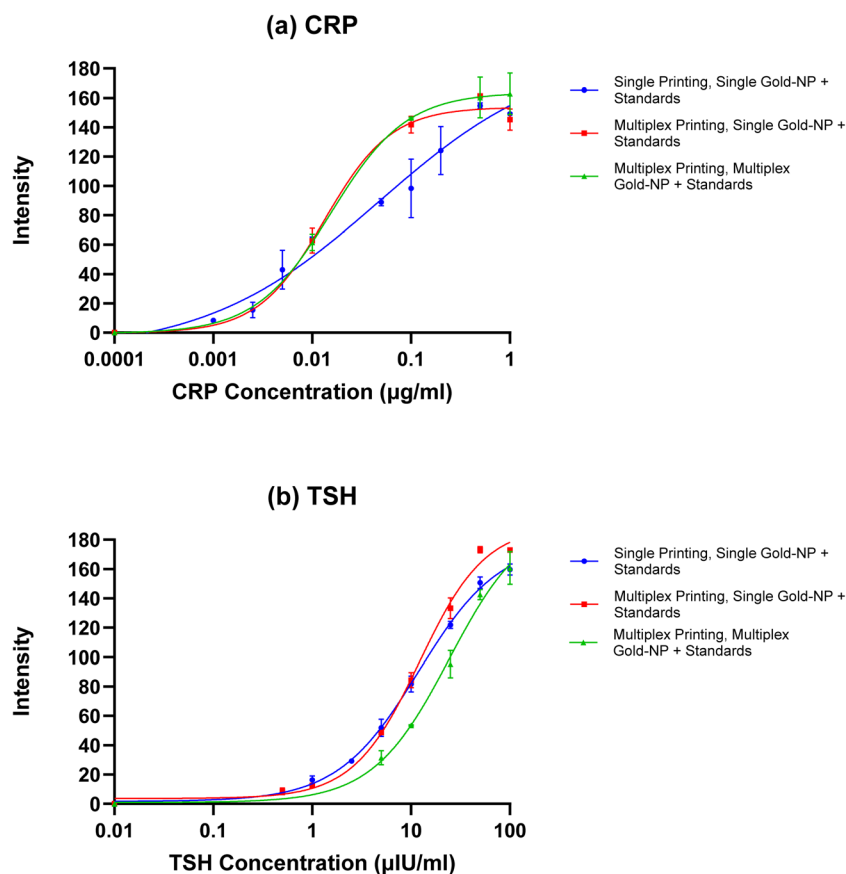 (a) CRP
180
160
140
120
100
80
60
40
20
0
Intensity
0.0001
0.001
0.01
0.1
1
CRP Concentration (µg/ml)
Single Printing, Single Gold-NP +
Standards
Multiplex Printing, Single Gold-NP +
Standards
Multiplex Printing, Multiplex
Gold-NP + Standards
(b) TSH
180
160
140
120
100
80
60
40
20
0
Intensity
0.01
0.1
1
10
100
TSH Concentration (µIU/ml)
Single Printing, Single Gold-NP +
Standards
Multiplex Printing, Single Gold-NP +
Standards
Multiplex Printing, Multiplex
Gold-NP + Standards